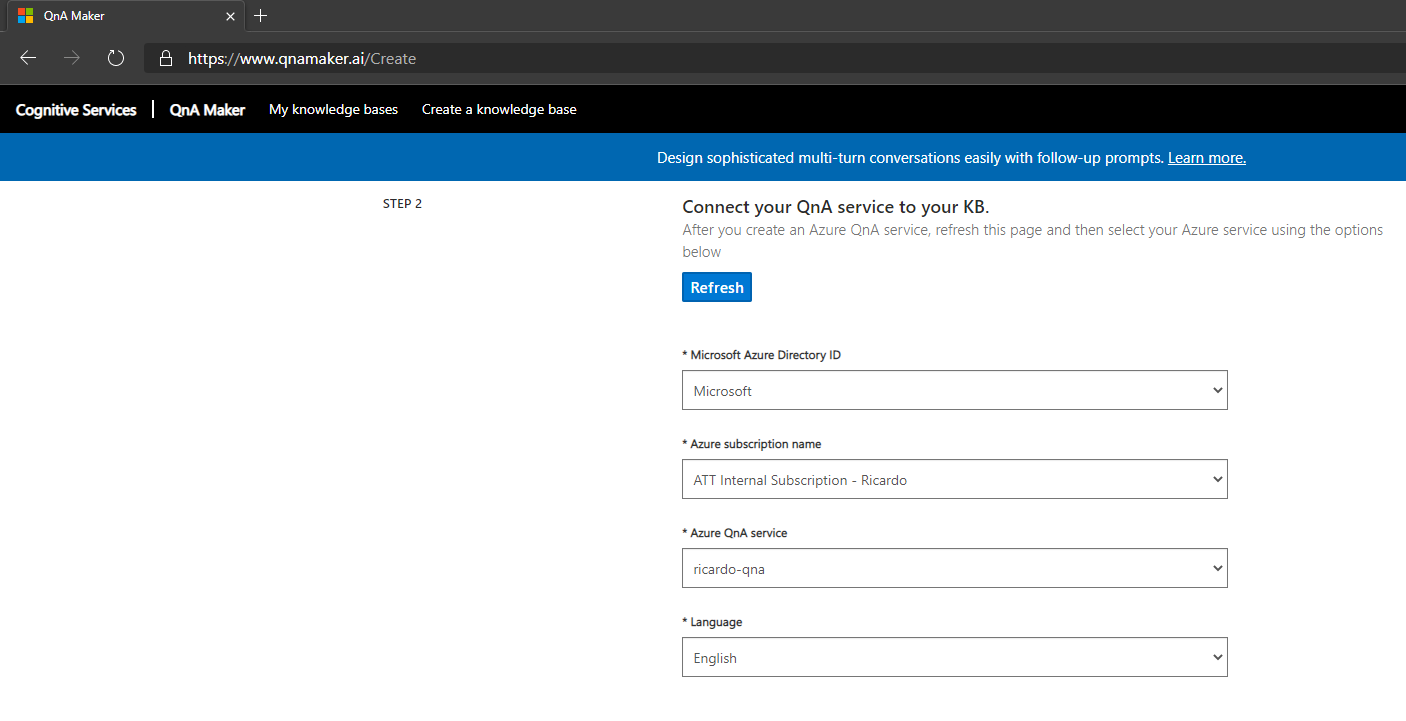 QnA Maker
https://www.qnamaker.ai/Create
Cognitive Services | QnA Maker My knowledge bases Create a knowledge base
Design sophisticated multi-turn conversations easily with follow-up prompts. Learn more.
STEP 2
Connect your QnA service to your KB.
After you create an Azure QnA service, refresh this page and then select your Azure service using the options
below
Refresh
* Microsoft Azure Directory ID
Microsoft
* Azure subscription name
ATT Internal Subscription - Ricardo
* Azure QnA service
ricardo-qna
* Language
English